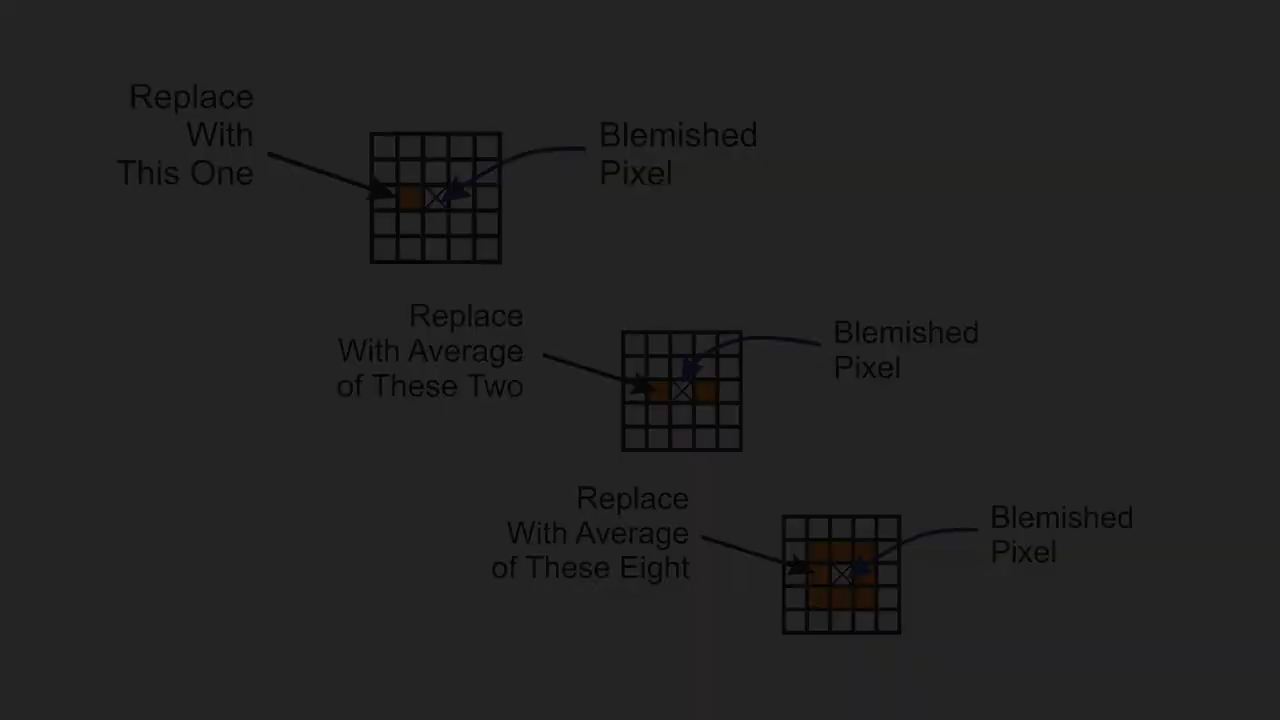 Replace
With
This One
Blemished
Pixel
Replace
With Average
of These Two
Blemished
Pixel
Replace
With Average
of These Eight
Blemished
Pixel